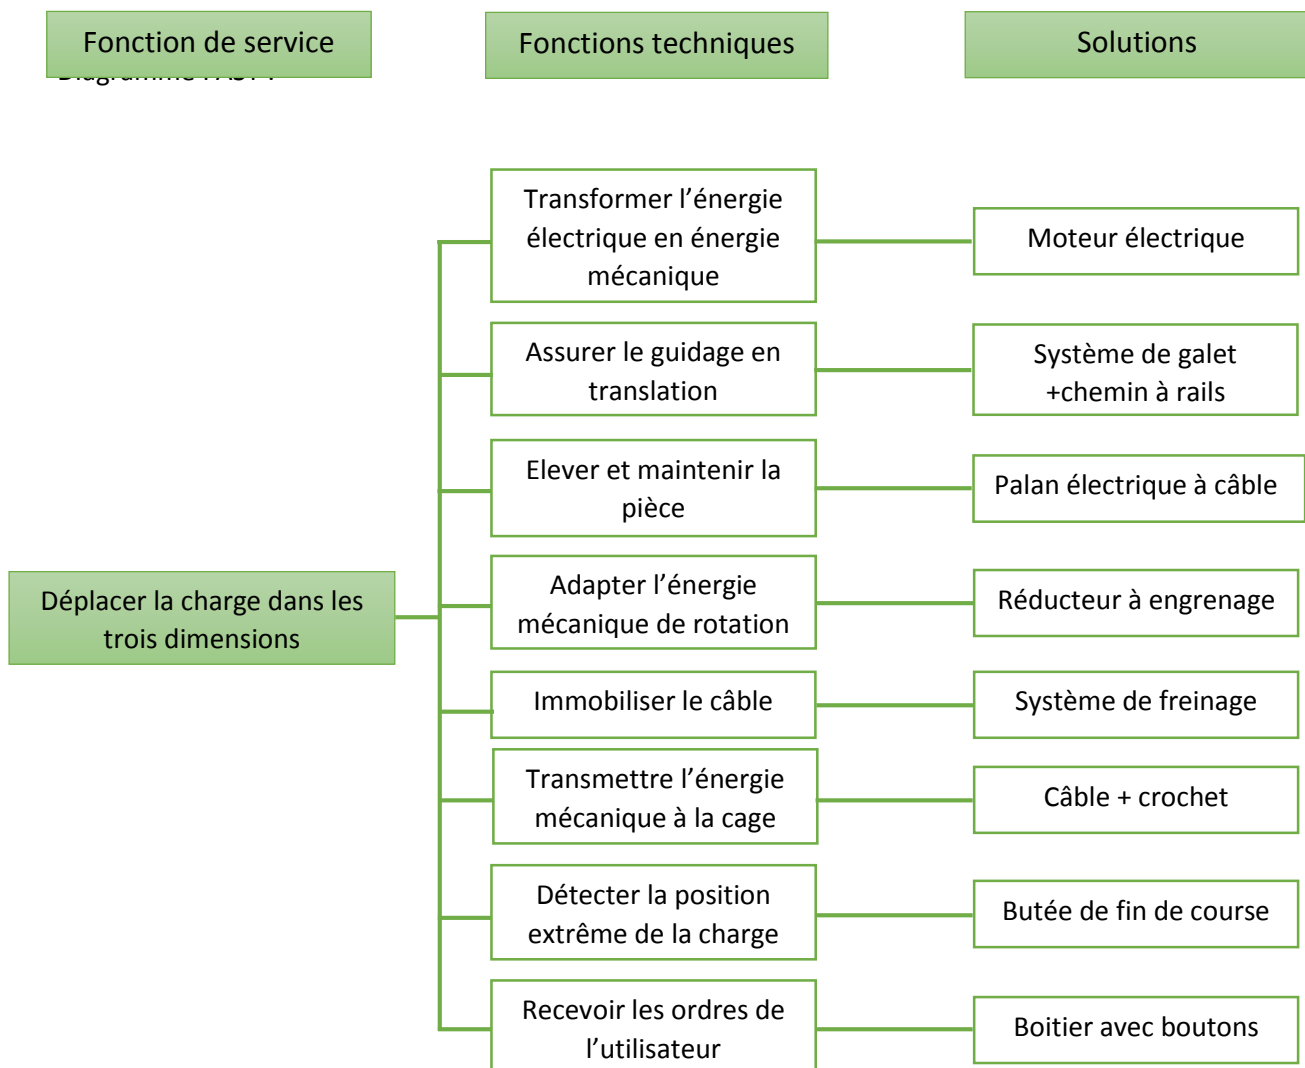 Fonction de service
Fonctions techniques
Solutions
Transformer l’énergie
électrique en énergie
mécanique
Moteur électrique
Assurer le guidage en
translation
Système de galet
+chemin à rails
Elever et maintenir la
pièce
Palan électrique à câble
Déplacer la charge dans les
trois dimensions
Adapter l’énergie
mécanique de rotation
Réducteur à engrenage
Immobiliser le câble
Système de freinage
Transmettre l’énergie
mécanique à la cage
Câble + crochet
Détecter la position
extrême de la charge
Butée de fin de course
Recevoir les ordres de
l’utilisateur
Boitier avec boutons